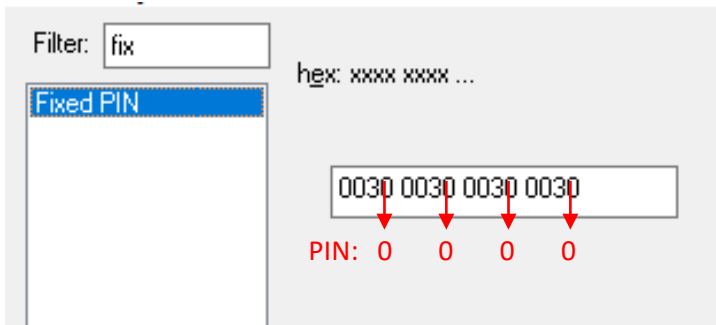 Filter: fix
hex: xxxx xxxx ...
Fixed PIN
0030 0030 0030 0030
PIN: 0 0 0 0